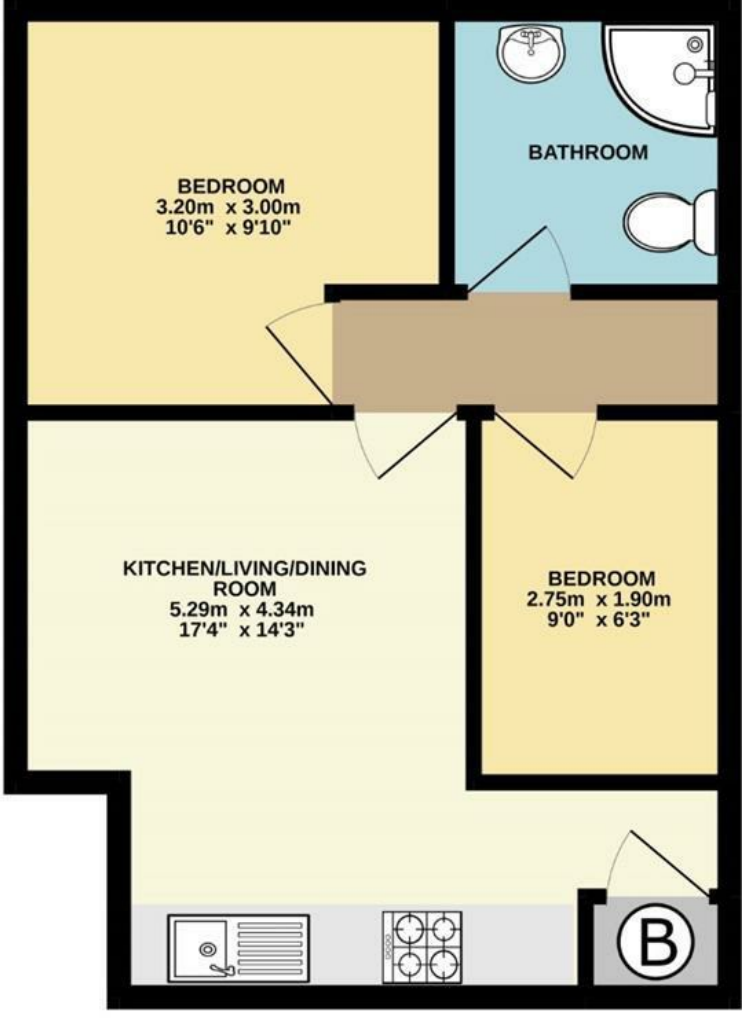 BEDROOM
3.20m x 3.00m
10'6" x 9'10"
BATHROOM
KITCHEN/LIVING/DINING
ROOM
5.29m x 4.34m
17'4" x 14'3"
BEDROOM
2.75m x 1.90m
9'0" x 6'3"
B